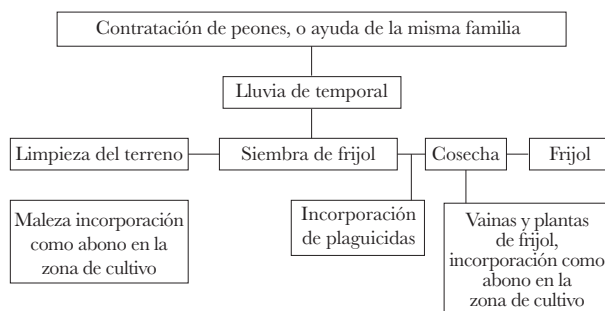 Contratación de peones, o ayuda de la misma familia
Lluvia de temporal
Limpieza del terreno
Siembra de frijol
Cosecha
Frijol
Maleza incorporación
como abono en la
zona de cultivo
Incorporación
de plaguicidas
Vainas y plantas
de frijol,
incorporación como
abono en la
zona de cultivo